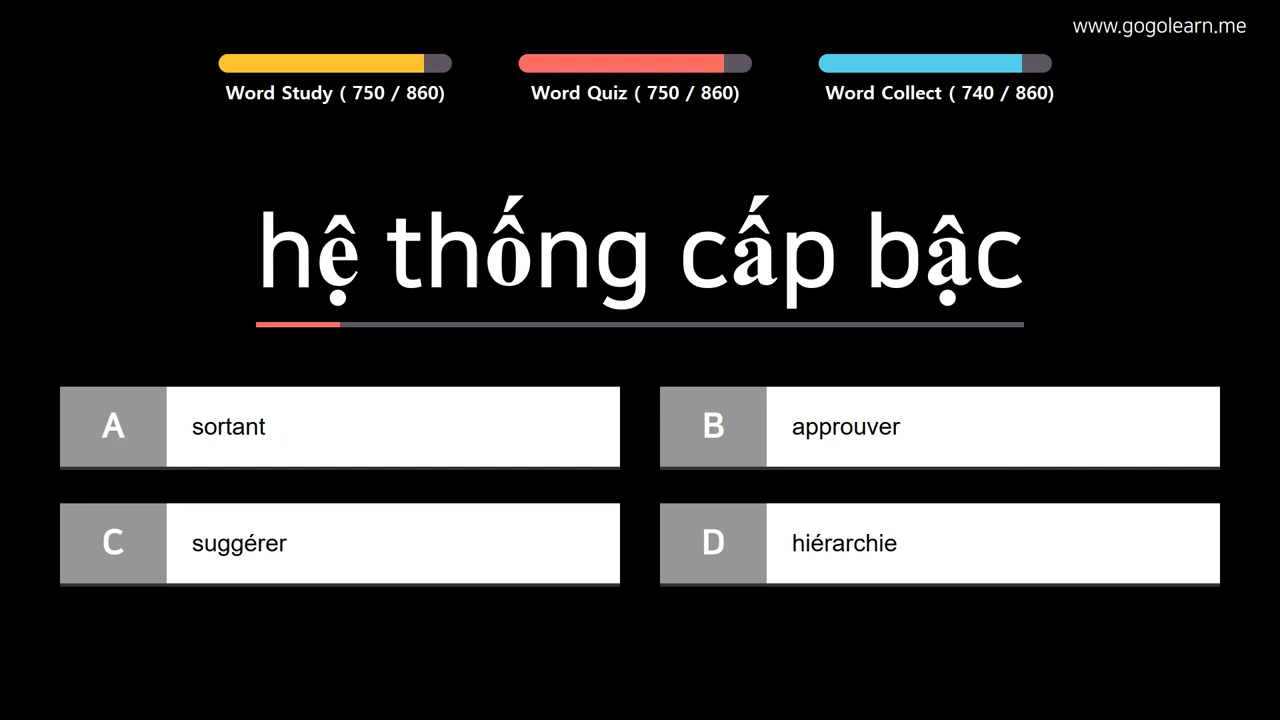 www.gogolearn.me
Word Study ( 750 / 860)
Word Quiz ( 750 / 860)
Word Collect ( 740 / 860)
hệ thống cấp bậc
A
sortant
B
approuver
C
suggérer
D
hiérarchie